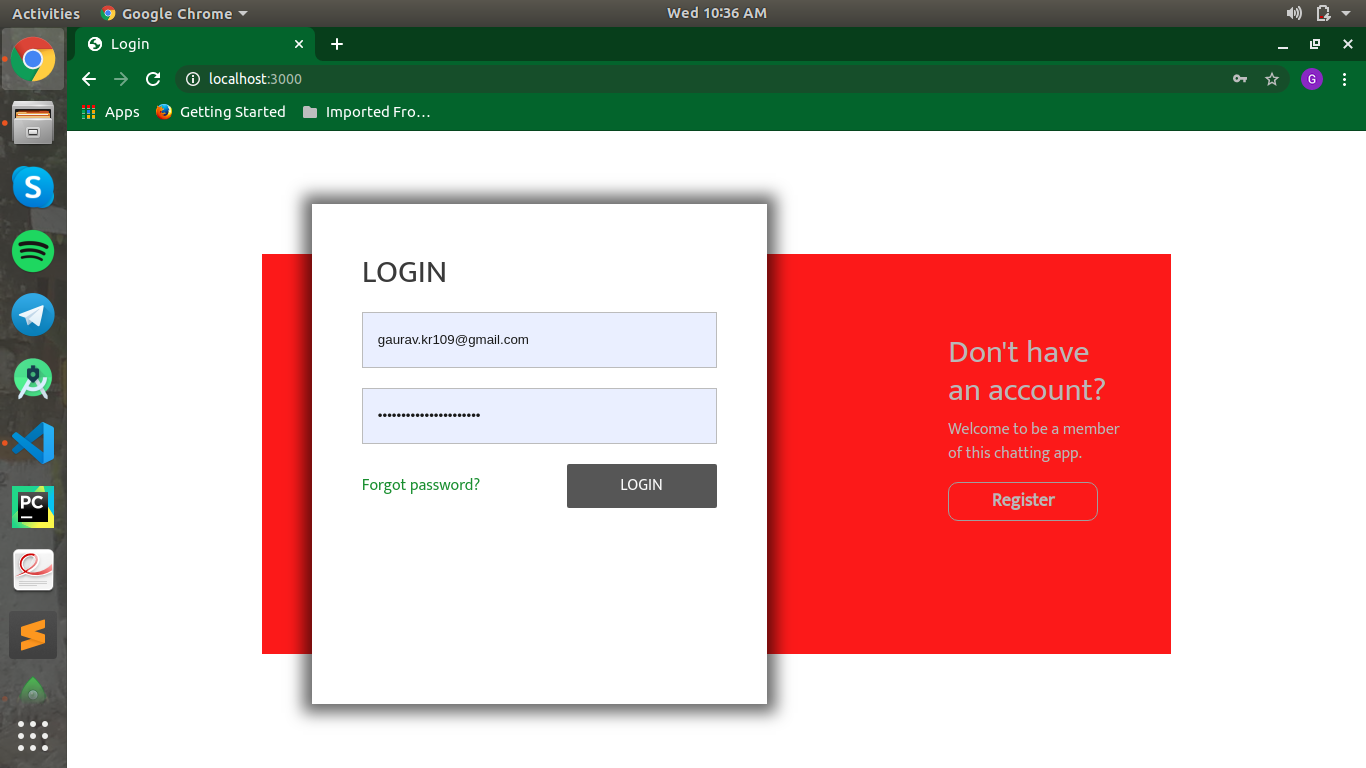 Activities
Google Chrome
Wed 10:36 AM
Login
localhost:3000
G
Apps
Getting Started
Imported Fro…
S
PC
LOGIN
gaurav.kr109@gmail.com
••••••••••••••••••••••
Forgot password?
LOGIN
Don't have
an account?
Welcome to be a member
of this chatting app.
Register